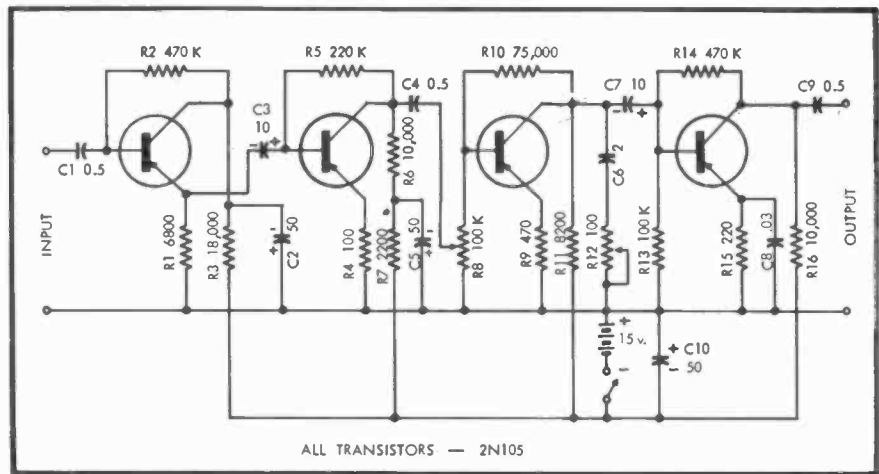 R2 470 K
R5 220 K
R10 75,000
R14 470 K
C4 0.5
C7 10
C9 0.5
C3
10
C1 0.5
R6 10,000
C6 2
INPUT
R1 6800
R3 18,000
C2
50
R4 100
R7 2200
C5 50
R8 100 K
R9 470
R11 8200
R12 100
R13 100 K
R15 220
C8 .03
R16 10,000
OUTPUT
+
15 v.
-
+ C10
- 50
ALL TRANSISTORS — 2N105